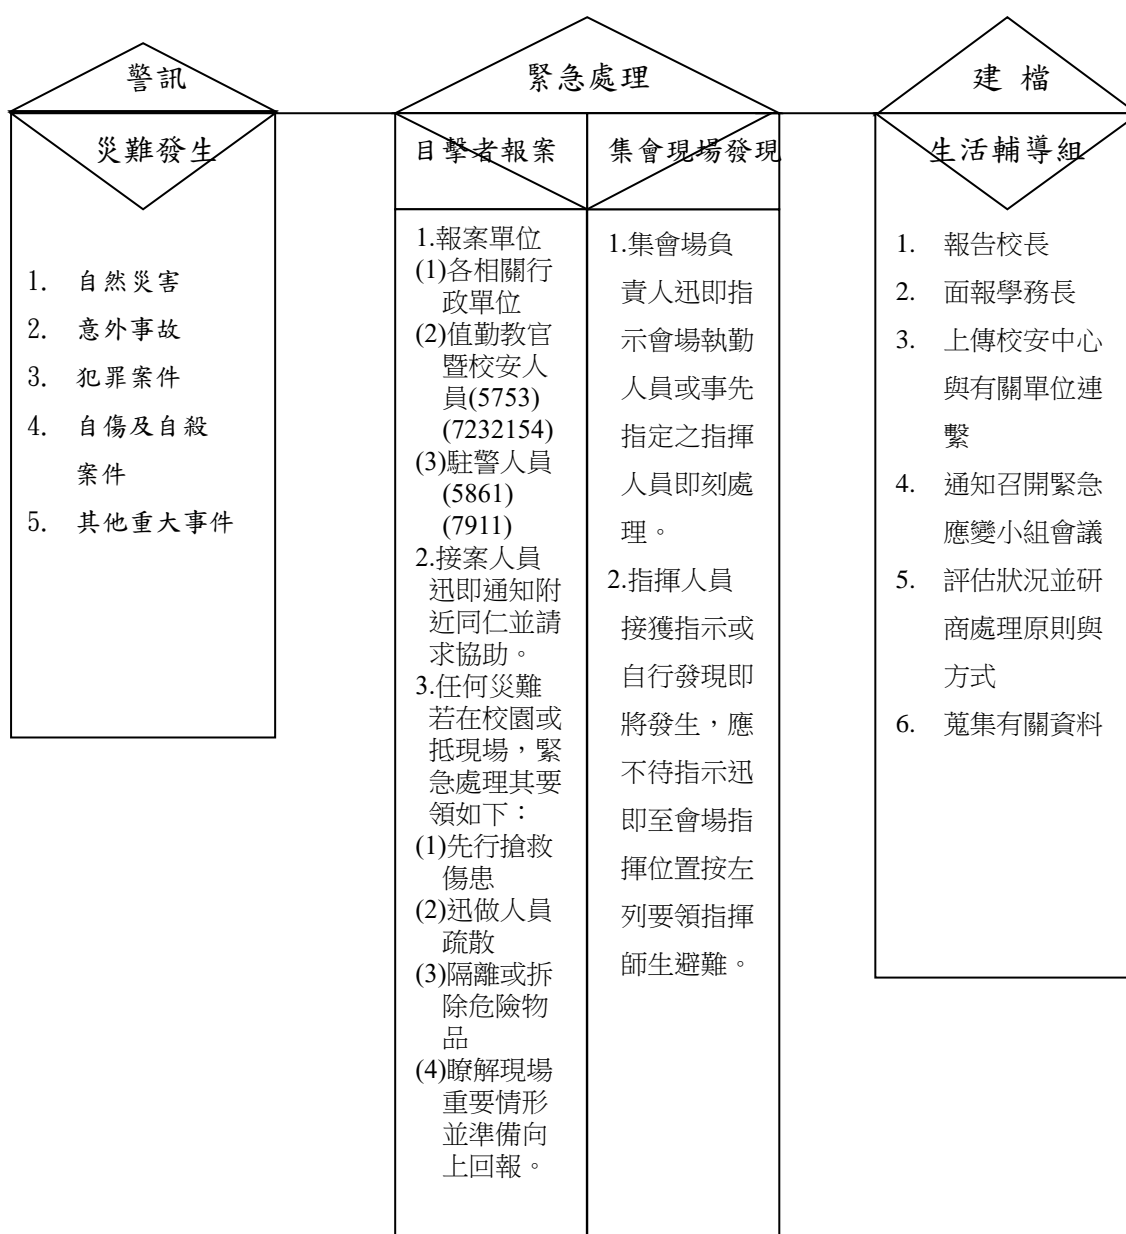 警訊
災難發生
1. 自然災害
2. 意外事故
3. 犯罪案件
4. 自傷及自殺
案件
5. 其他重大事件
緊急處理
目擊者報案
1.報案單位
(1)各相關行
政單位
(2)值勤教官
暨校安人
員(5753)
(7232154)
(3)駐警人員
(5861)
(7911)
2.接案人員
迅即通知附
近同仁並請
求協助。
3.任何災難
若在校園或
抵現場，緊
急處理其要
領如下：
(1)先行搶救
傷患
(2)迅做人員
疏散
(3)隔離或拆
除危險物
品
(4)瞭解現場
重要情形
並準備向
上回報。
集會現場發現
1.集會場負
責人迅即指
示會場執勤
人員或事先
指定之指揮
人員即刻處
理。
2.指揮人員
接獲指示或
自行發現即
將發生，應
不待指示迅
即至會場指
揮位置按左
列要領指揮
師生避難。
建 檔
生活輔導組
1. 報告校長
2. 面報學務長
3. 上傳校安中心
與有關單位連
繫
4. 通知召開緊急
應變小組會議
5. 評估狀況並研
商處理原則與
方式
6. 蒐集有關資料